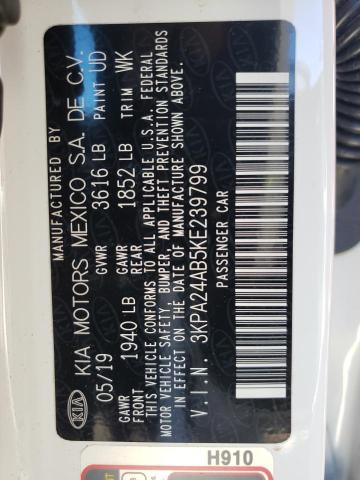 MANUFACTURED BY
KIA KIA MOTORS MEXICO S.A. DE C.V.
05/19 GVWR 3616 LB PAINT UD
GAWR FRONT 1940 LB GAWR REAR 1852 LB TRIM WK
THIS VEHICLE CONFORMS TO ALL APPLICABLE U.S.A. FEDERAL
MOTOR VEHICLE SAFETY, BUMPER, AND THEFT PREVENTION STANDARDS
IN EFFECT ON THE DATE OF MANUFACTURE SHOWN ABOVE.
V.I.N. 3KPA24AB5KE239799
PASSENGER CAR
H910